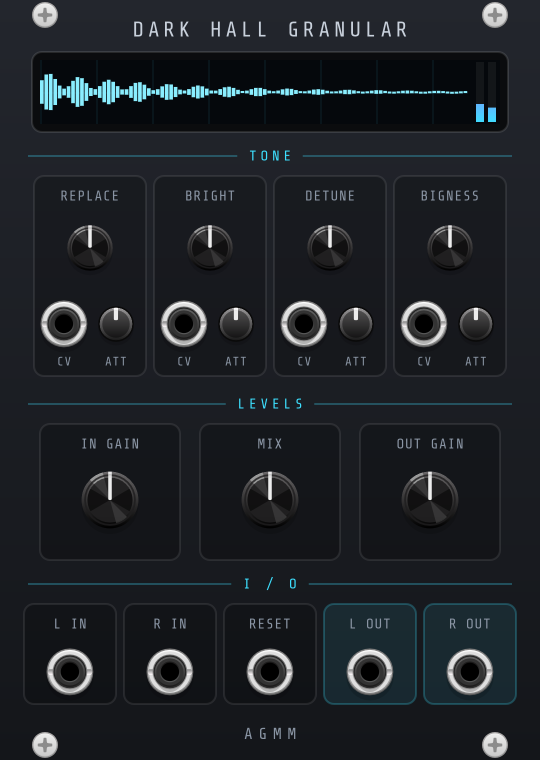 DARK HALL GRANULAR
TONE
REPLACE BRIGHT DETUNE BIGNESS
CV ATT CV ATT CV ATT CV ATT
LEVELS
IN GAIN MIX OUT GAIN
I / O
L IN R IN RESET L OUT R OUT
AGMM